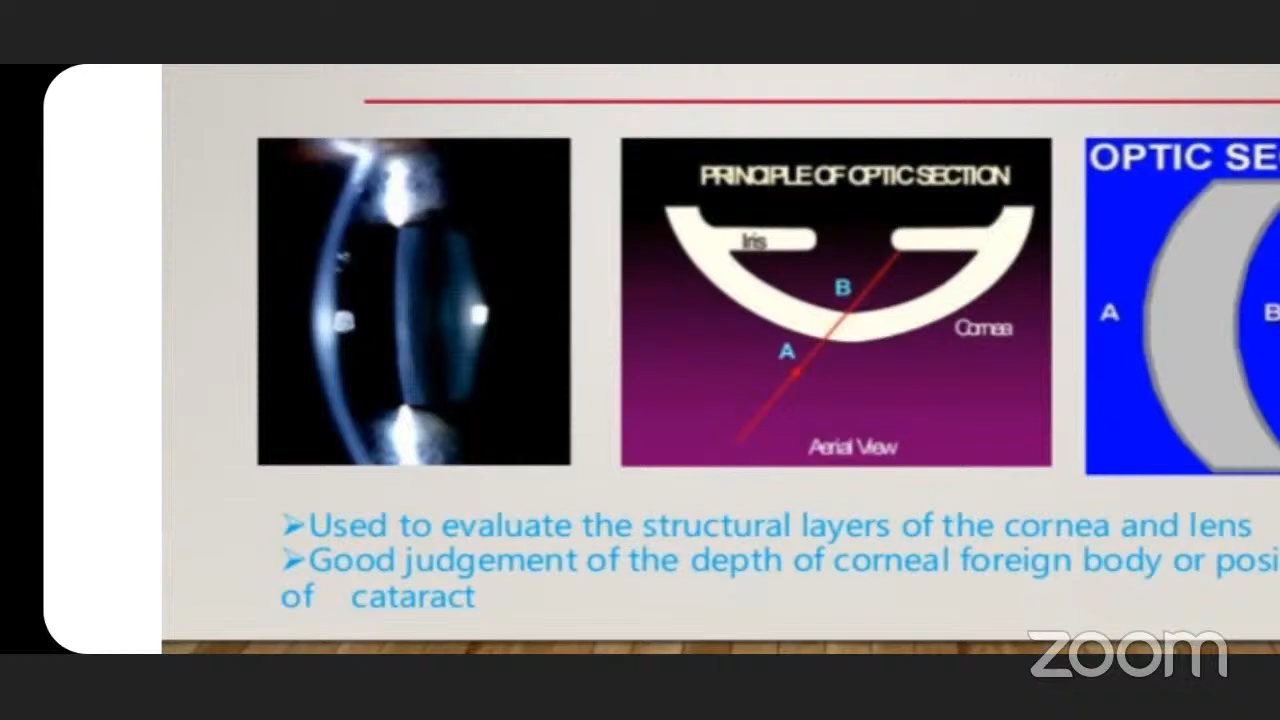 PRINCIPLE OF OPTIC SECTION
Iris
B
Cornea
A
Aerial View
OPTIC SE
A
B
➢Used to evaluate the structural layers of the cornea and lens
➢Good judgement of the depth of corneal foreign body or posi
of cataract
zoom